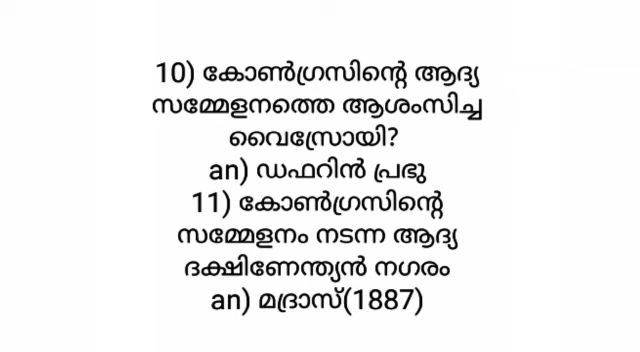 10) കോൺഗ്രസിന്റെ ആദ്യ
സമ്മേളനത്തെ ആശംസിച്ച
വൈസ്രോയി?
an) ഡഫറിൻ പ്രഭു
11) കോൺഗ്രസിന്റെ
സമ്മേളനം നടന്ന ആദ്യ
ദക്ഷിണേന്ത്യൻ നഗരം
an) മദ്രാസ്(1887)